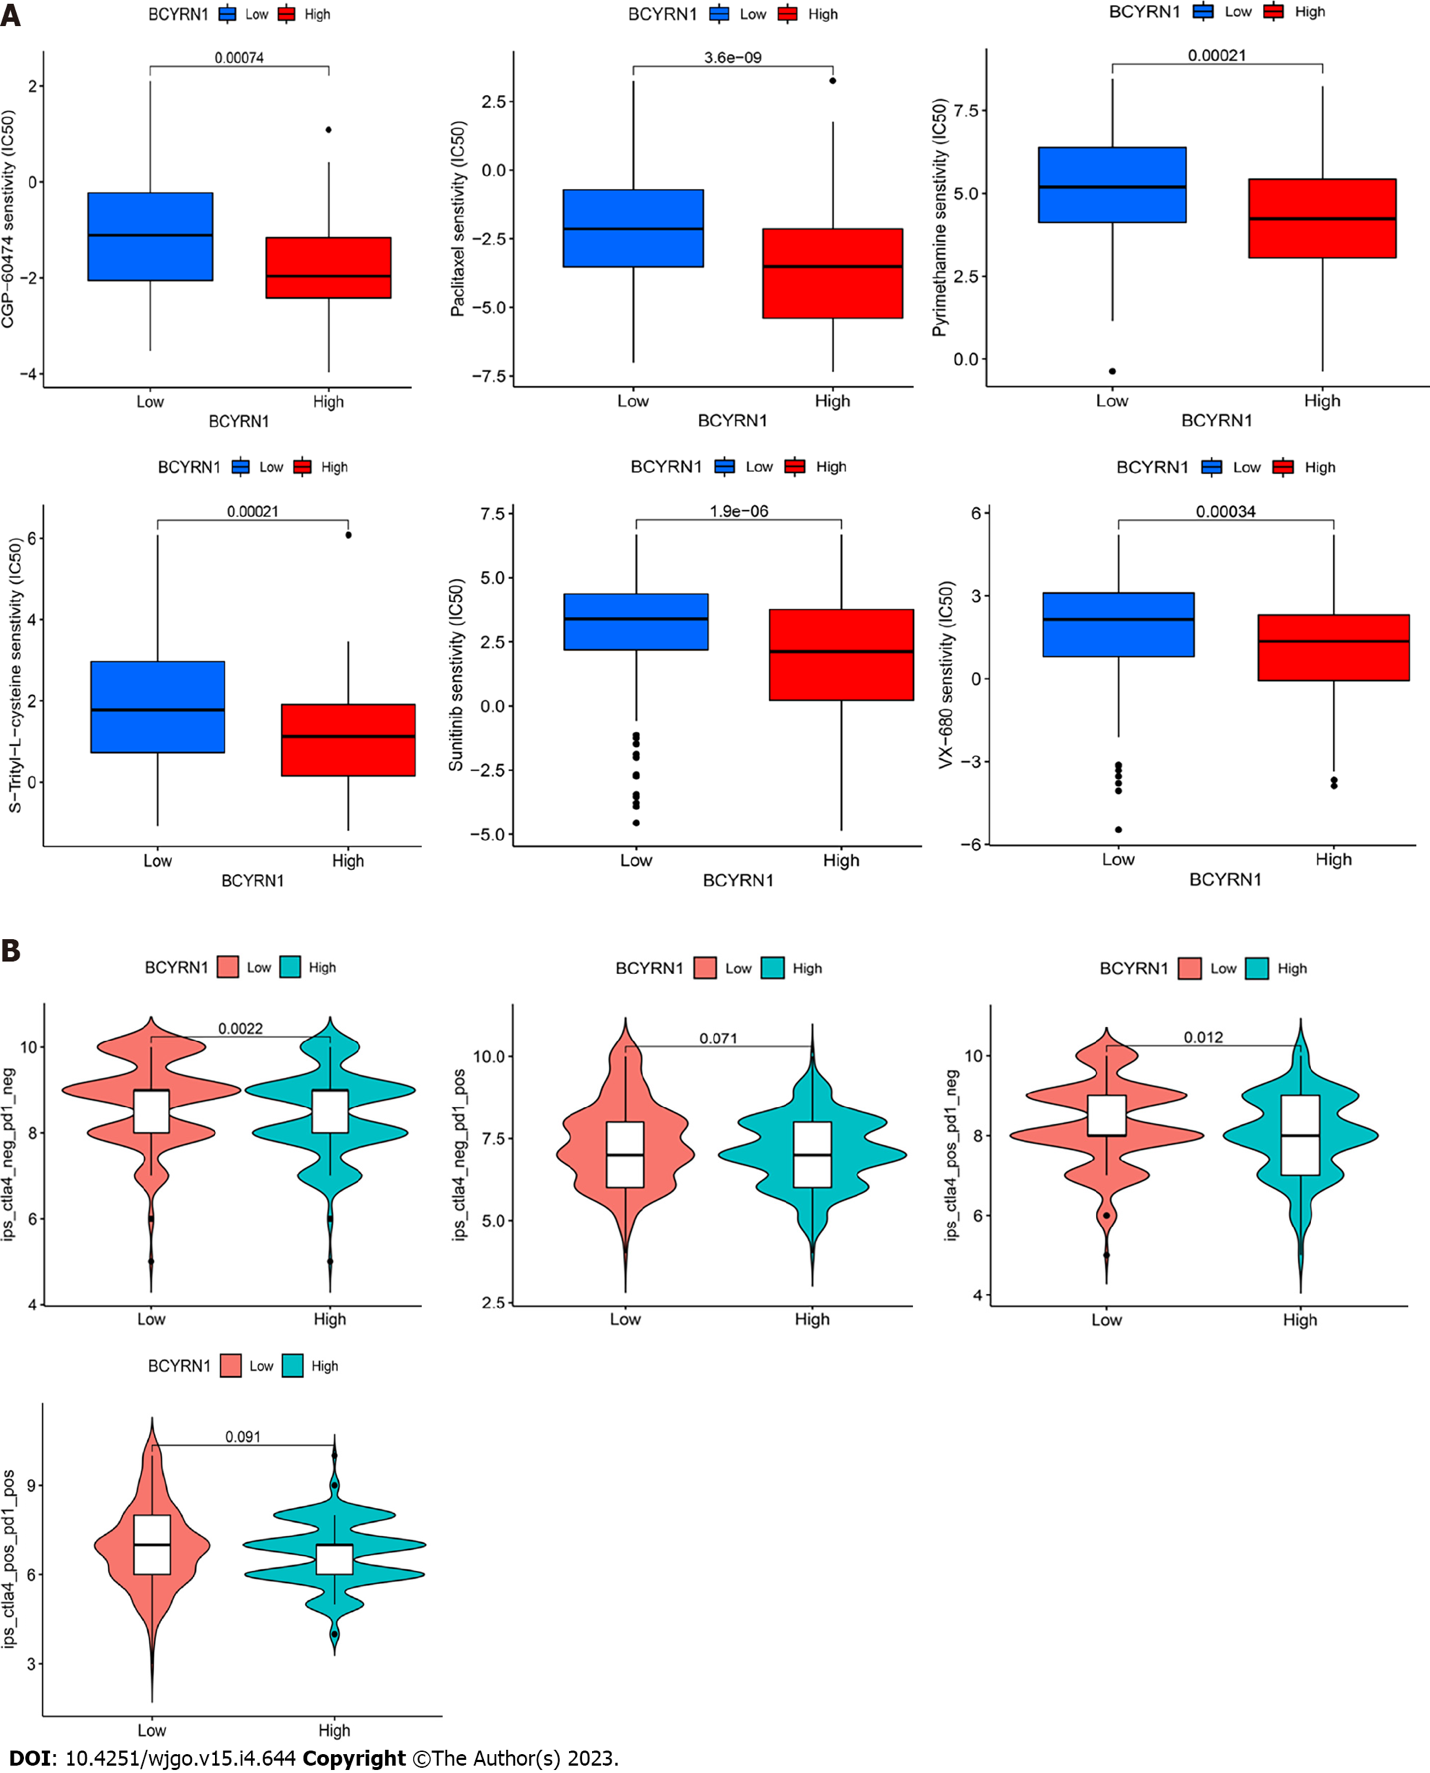 A
BCYRN1 Low High
0.00074
CGP−60474 senstivity (IC50)
2
0
−2
−4
Low High
BCYRN1
BCYRN1 Low High
3.6e−09
Paclitaxel senstivity (IC50)
2.5
0.0
−2.5
−5.0
−7.5
Low High
BCYRN1
BCYRN1 Low High
0.00021
Pyrimethamine senstivity (IC50)
7.5
5.0
2.5
0.0
Low High
BCYRN1
BCYRN1 Low High
0.00021
S−Trityl−L−cysteine senstivity (IC50)
6
4
2
0
Low High
BCYRN1
BCYRN1 Low High
1.9e−06
Sunitinib senstivity (IC50)
7.5
5.0
2.5
0.0
−2.5
−5.0
Low High
BCYRN1
BCYRN1 Low High
0.00034
VX−680 senstivity (IC50)
6
3
0
−3
−6
Low High
BCYRN1
B
BCYRN1 Low High
0.0022
ips_ctla4_neg_pd1_neg
10
8
6
4
Low High
BCYRN1 Low High
0.071
ips_ctla4_neg_pd1_pos
10.0
7.5
5.0
2.5
Low High
BCYRN1 Low High
0.012
ips_ctla4_pos_pd1_neg
10
8
6
4
Low High
BCYRN1 Low High
0.091
ips_ctla4_pos_pd1_pos
9
6
3
Low High
DOI: 10.4251/wjgo.v15.i4.644 Copyright ©The Author(s) 2023.